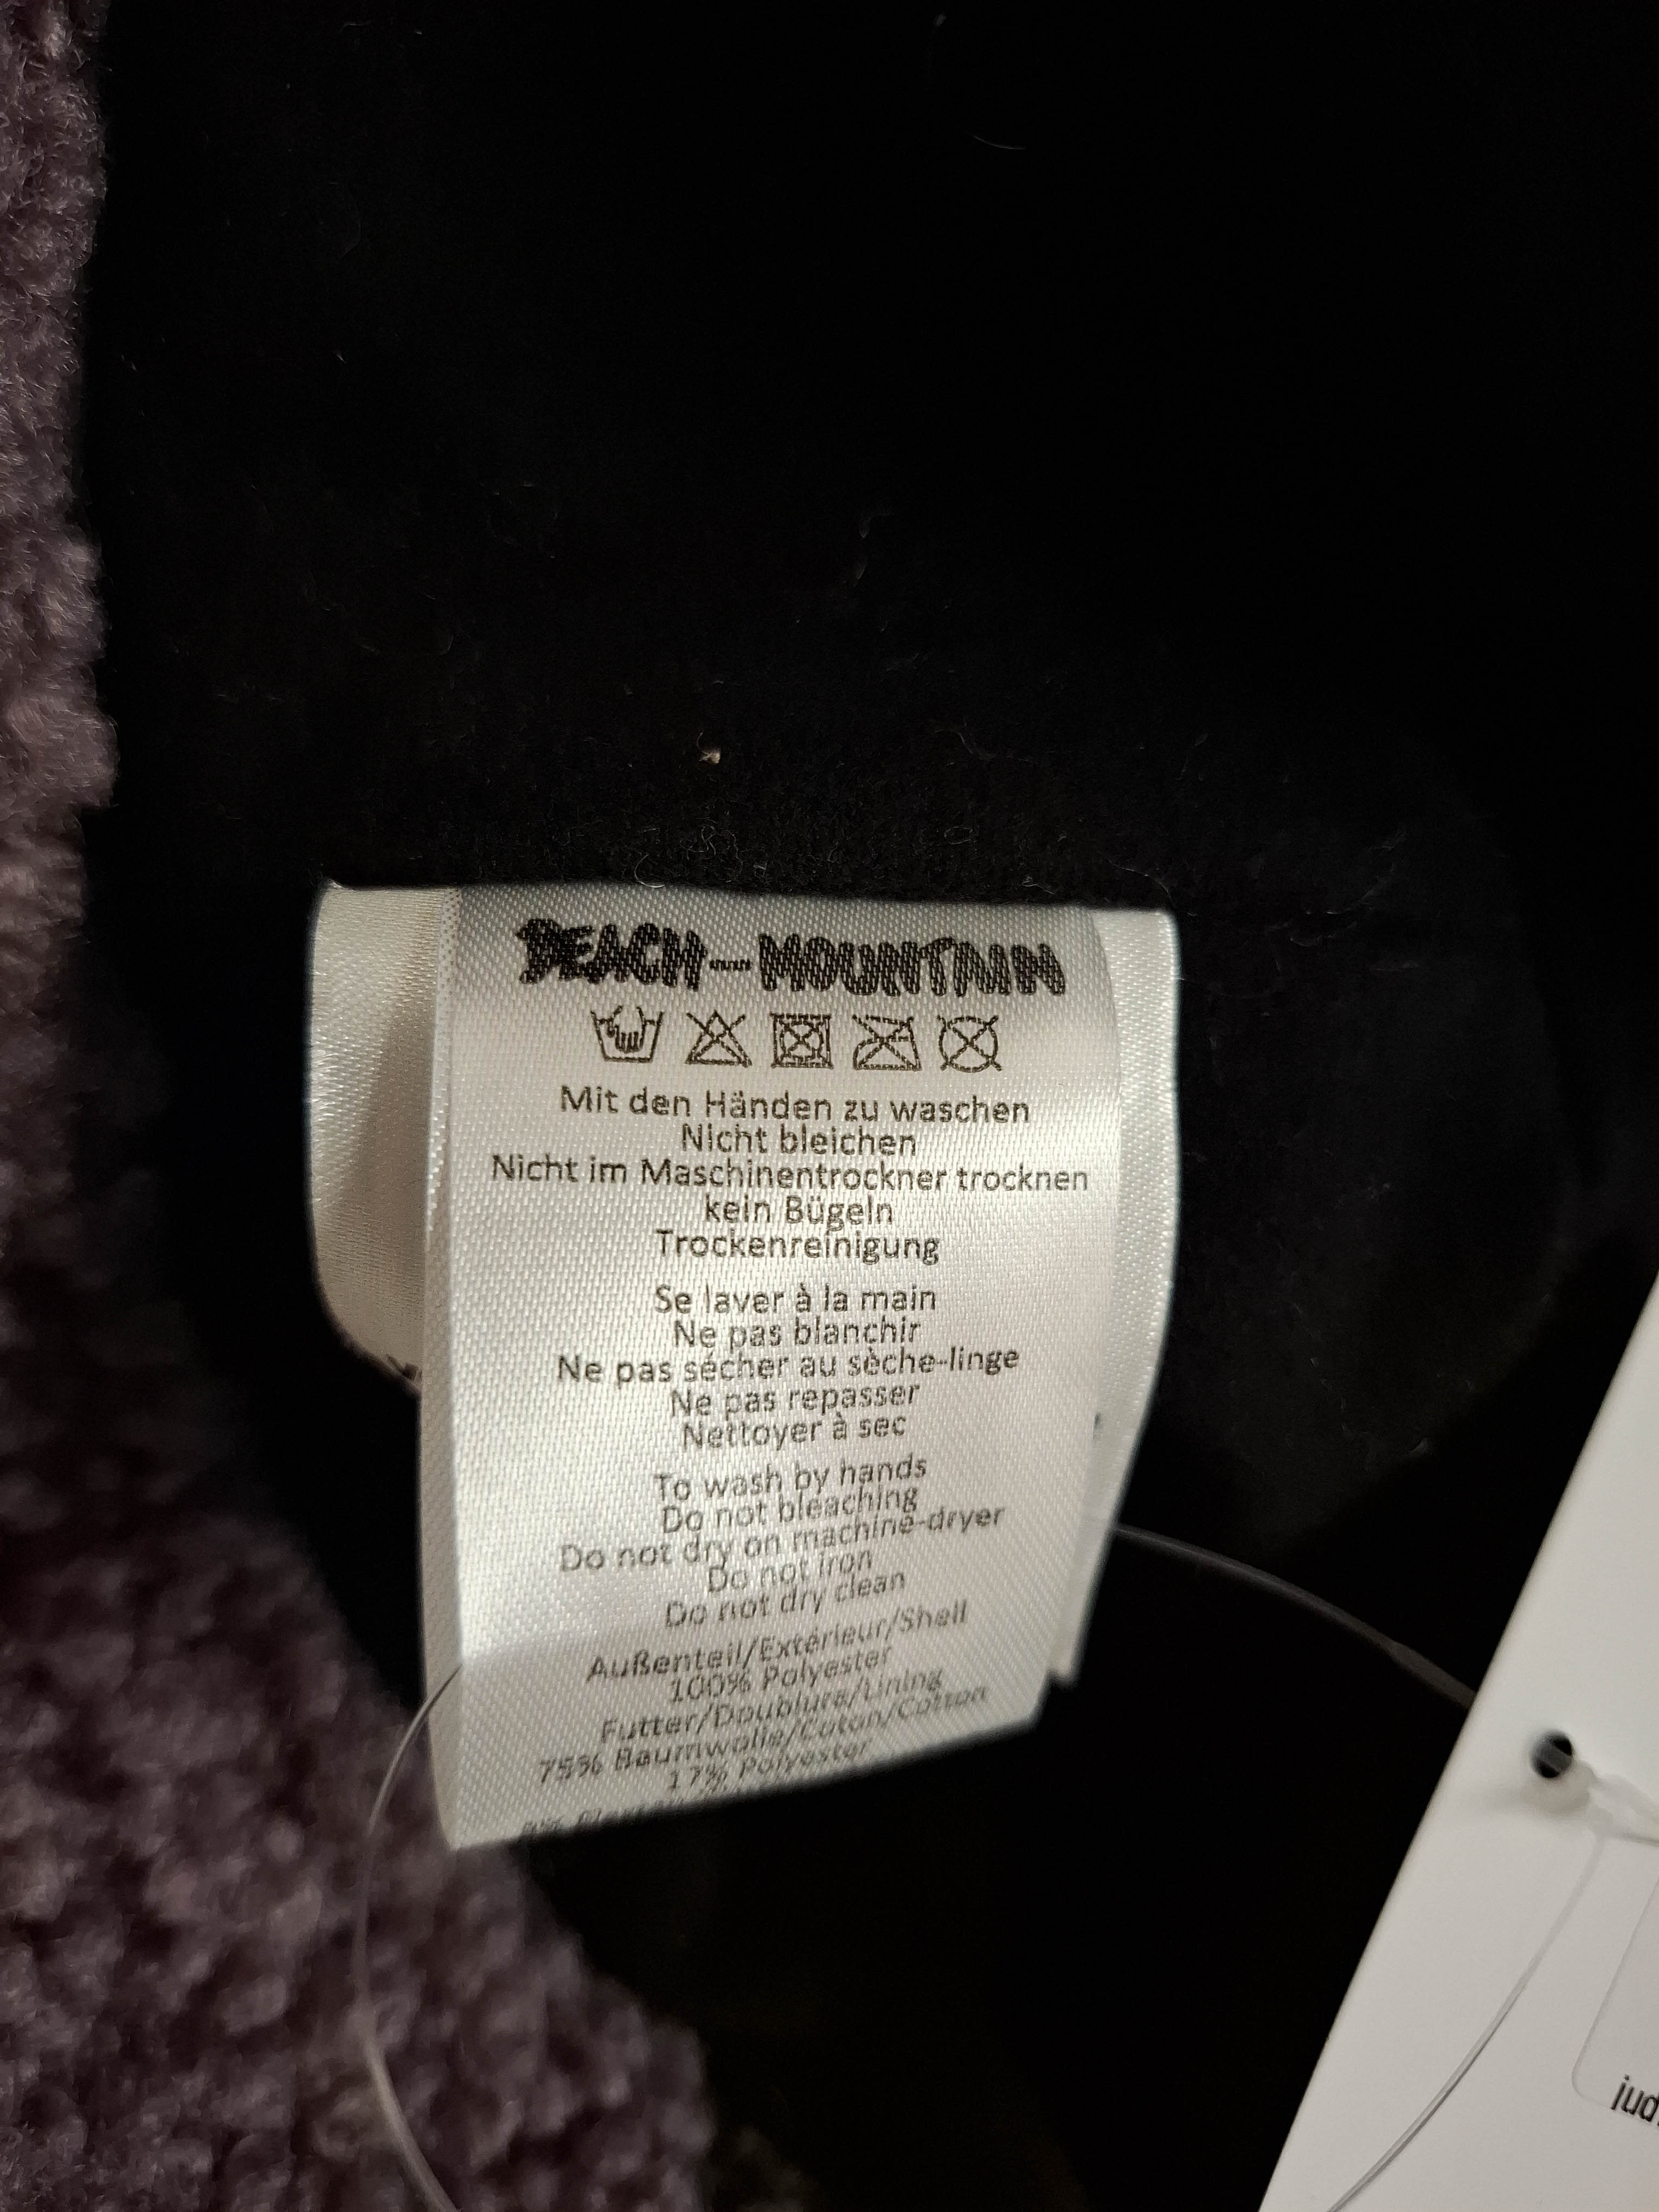 BEACH-MOUNTAIN
Mit den Händen zu waschen
Nicht bleichen
Nicht im Maschinentrockner trocknen
kein Bügeln
Trockenreinigung
Se laver à la main
Ne pas blanchir
Ne pas sécher au sèche-linge
Ne pas repasser
Nettoyer à sec
To wash by hands
Do not bleaching
Do not dry on machine-dryer
Do not iron
Do not dry clean
Außenteil/Extérieur/Shell
100% Polyester
Futter/Doublure/Lining
75% Baumwolle/Coton/Cotton
17% Polyester
jud